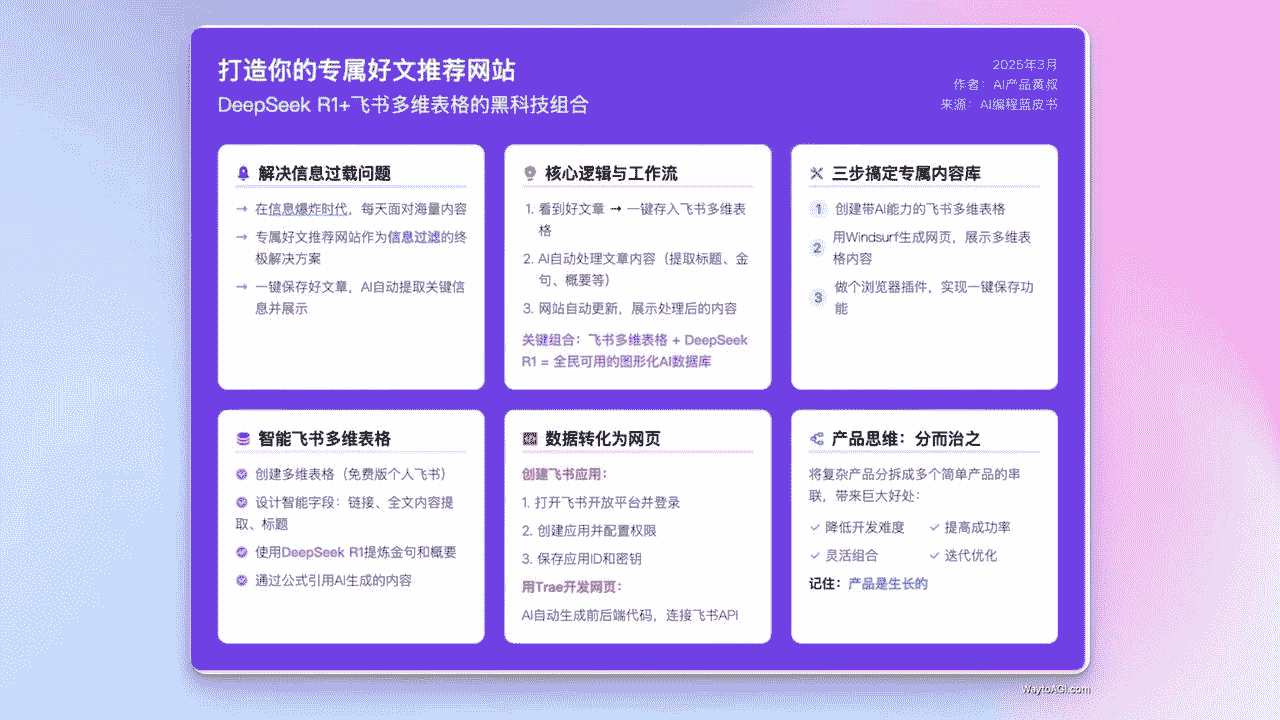 打造你的专属好文推荐网站
DeepSeek R1+飞书多维表格的黑科技组合
2025年3月
作者：AI产品黄叔
来源：AI编程蓝皮书
解决信息过载问题
→ 在信息爆炸时代，每天面对海量内容
→ 专属好文推荐网站作为信息过滤的终
极解决方案
→ 一键保存好文章，AI自动提取关键信
息并展示
核心逻辑与工作流
1. 看到好文章 → 一键存入飞书多维表
格
2. AI自动处理文章内容（提取标题、金
句、概要等）
3. 网站自动更新，展示处理后的内容
关键组合：飞书多维表格 + DeepSeek
R1 = 全民可用的图形化AI数据库
三步搞定专属内容库
1 创建带AI能力的飞书多维表格
2 用Windsurf生成网页，展示多维表
格内容
3 做个浏览器插件，实现一键保存功
能
智能飞书多维表格
创建多维表格（免费版个人飞书）
设计智能字段：链接、全文内容提
取、标题
使用DeepSeek R1提炼金句和概要
通过公式引用AI生成的内容
数据转化为网页
创建飞书应用：
1. 打开飞书开放平台并登录
2. 创建应用并配置权限
3. 保存应用ID和密钥
用Trae开发网页：
AI自动生成前后端代码，连接飞书API
产品思维：分而治之
将复杂产品分拆成多个简单产品的串
联，带来巨大好处：
✓ 降低开发难度 ✓ 提高成功率
✓ 灵活组合 ✓ 迭代优化
记住：产品是生长的
WaytoAGI.com